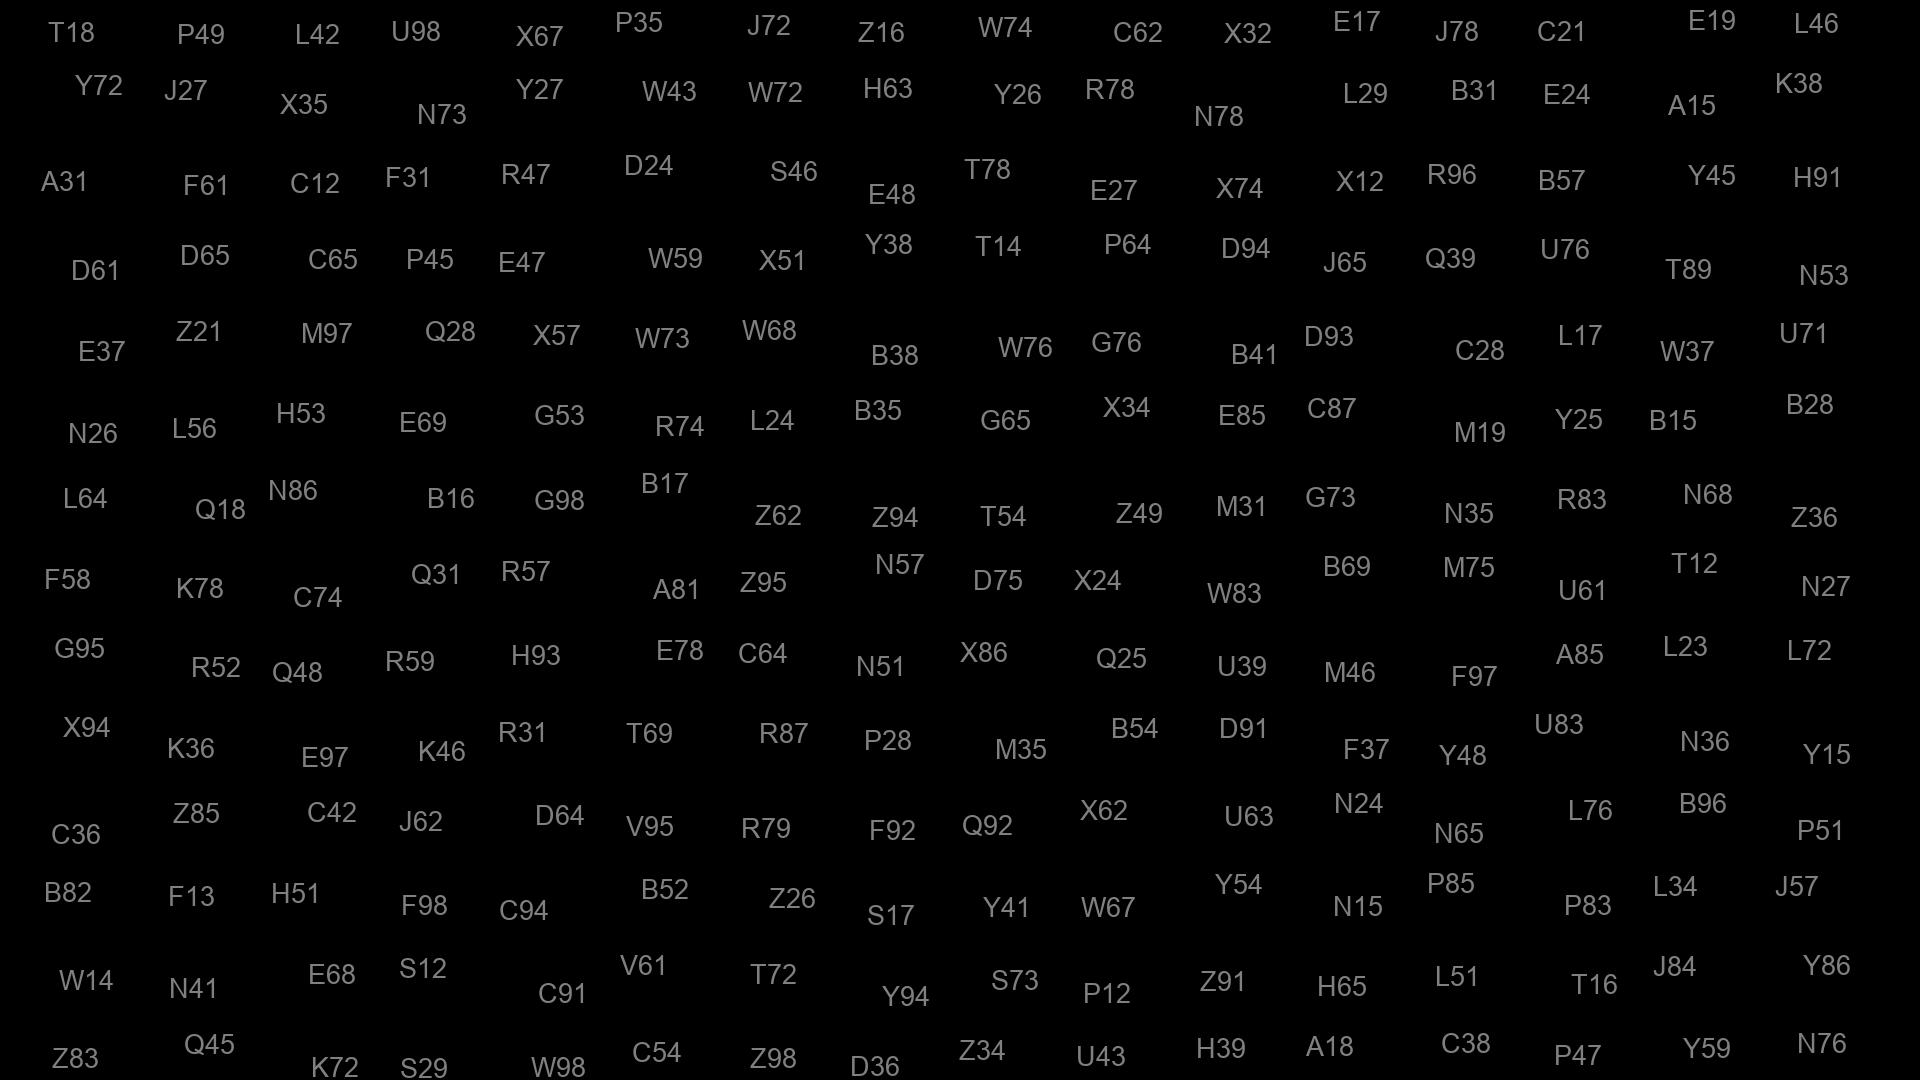 T18 P49 L42 U98 X67 P35 J72 Z16 W74 C62 X32 E17 J78 C21 E19 L46
Y72 J27 X35 N73 Y27 W43 W72 H63 Y26 R78 N78 L29 B31 E24 A15 K38
A31 F61 C12 F31 R47 D24 S46 E48 T78 E27 X74 X12 R96 B57 Y45 H91
D61 D65 C65 P45 E47 W59 X51 Y38 T14 P64 D94 J65 Q39 U76 T89 N53
E37 Z21 M97 Q28 X57 W73 W68 B38 W76 G76 B41 D93 C28 L17 W37 U71
N26 L56 H53 E69 G53 R74 L24 B35 G65 X34 E85 C87 M19 Y25 B15 B28
L64 Q18 N86 B16 G98 B17 Z62 Z94 T54 Z49 M31 G73 N35 R83 N68 Z36
F58 K78 C74 Q31 R57 A81 Z95 N57 D75 X24 W83 B69 M75 U61 T12 N27
G95 R52 Q48 R59 H93 E78 C64 N51 X86 Q25 U39 M46 F97 A85 L23 L72
X94 K36 E97 K46 R31 T69 R87 P28 M35 B54 D91 F37 Y48 U83 N36 Y15
C36 Z85 C42 J62 D64 V95 R79 F92 Q92 X62 U63 N24 N65 L76 B96 P51
B82 F13 H51 F98 C94 B52 Z26 S17 Y41 W67 Y54 N15 P85 P83 L34 J57
W14 N41 E68 S12 C91 V61 T72 Y94 S73 P12 Z91 H65 L51 T16 J84 Y86
Z83 Q45 K72 S29 W98 C54 Z98 D36 Z34 U43 H39 A18 C38 P47 Y59 N76